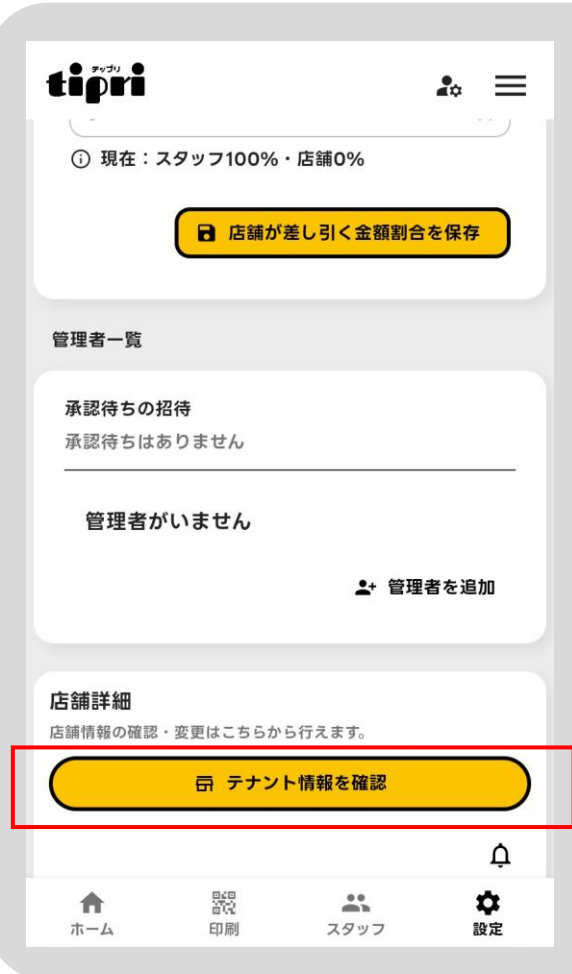 チップリ
tipri
現在：スタッフ100%・店舗0%
店舗が差し引く金額割合を保存
管理者一覧
承認待ちの招待
承認待ちはありません
管理者がいません
管理者を追加
店舗詳細
店舗情報の確認・変更はこちらから行えます。
テナント情報を確認
ホーム
印刷
スタッフ
設定